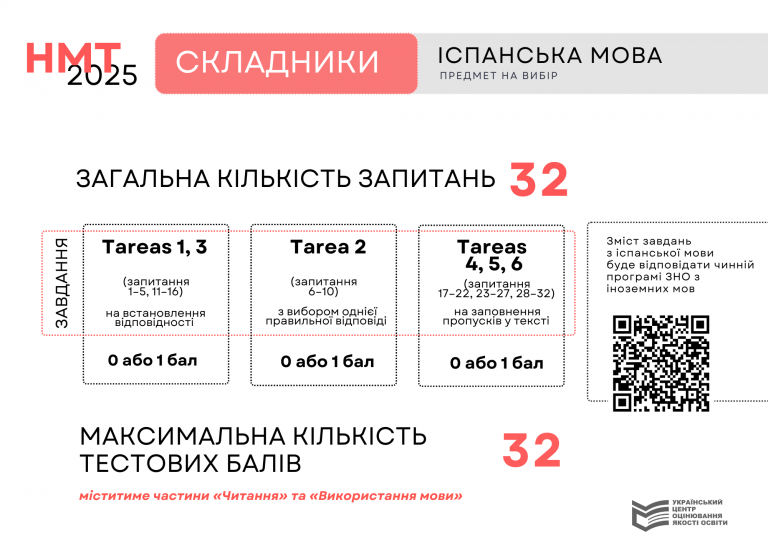 НМТ
2025
СКЛАДНИКИ
ІСПАНСЬКА МОВА
ПРЕДМЕТ НА ВИБІР
ЗАГАЛЬНА КІЛЬКІСТЬ ЗАПИТАНЬ 32
ЗАВДАННЯ
Tareas 1, 3
(запитання
1–5, 11–16)
на встановлення
відповідності
0 або 1 бал
Tarea 2
(запитання
6–10)
з вибором однієї
правильної відповіді
0 або 1 бал
Tareas
4, 5, 6
(запитання
17–22, 23–27, 28–32)
на заповнення
пропусків у тексті
0 або 1 бал
Зміст завдань
з іспанської мови
буде відповідати чинній
програмі ЗНО з
іноземних мов
МАКСИМАЛЬНА КІЛЬКІСТЬ
ТЕСТОВИХ БАЛІВ
32
міститиме частини «Читання» та «Використання мови»
УКРАЇНСЬКИЙ
ЦЕНТР
ОЦІНЮВАННЯ
ЯКОСТІ ОСВІТИ